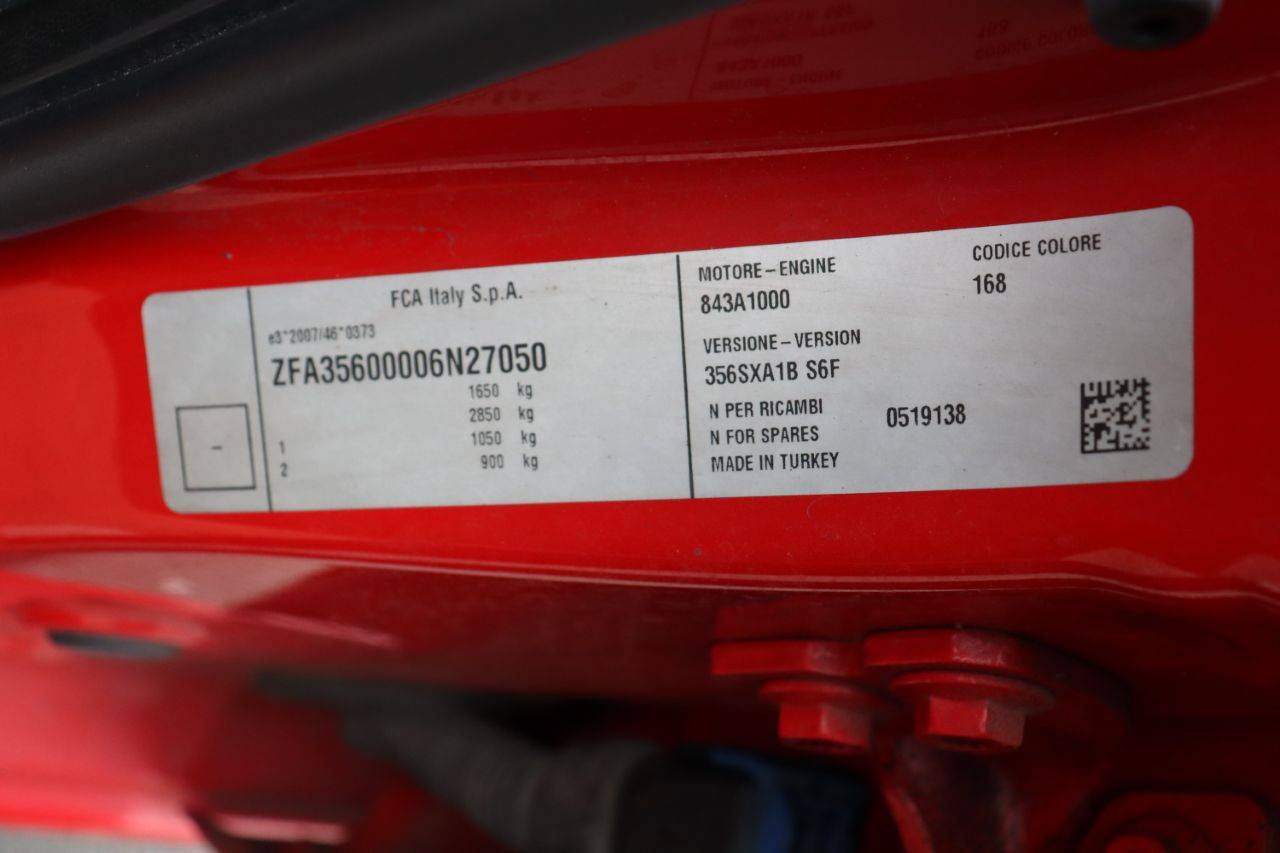 FCA Italy S.p.A.
e3*2007/46*0373
ZFA35600006N27050
1650 kg
2850 kg
1 1050 kg
2 900 kg
-
MOTORE - ENGINE
843A1000
CODICE COLORE
168
VERSIONE - VERSION
356SXA1B S6F
N PER RICAMBI
N FOR SPARES
0519138
MADE IN TURKEY